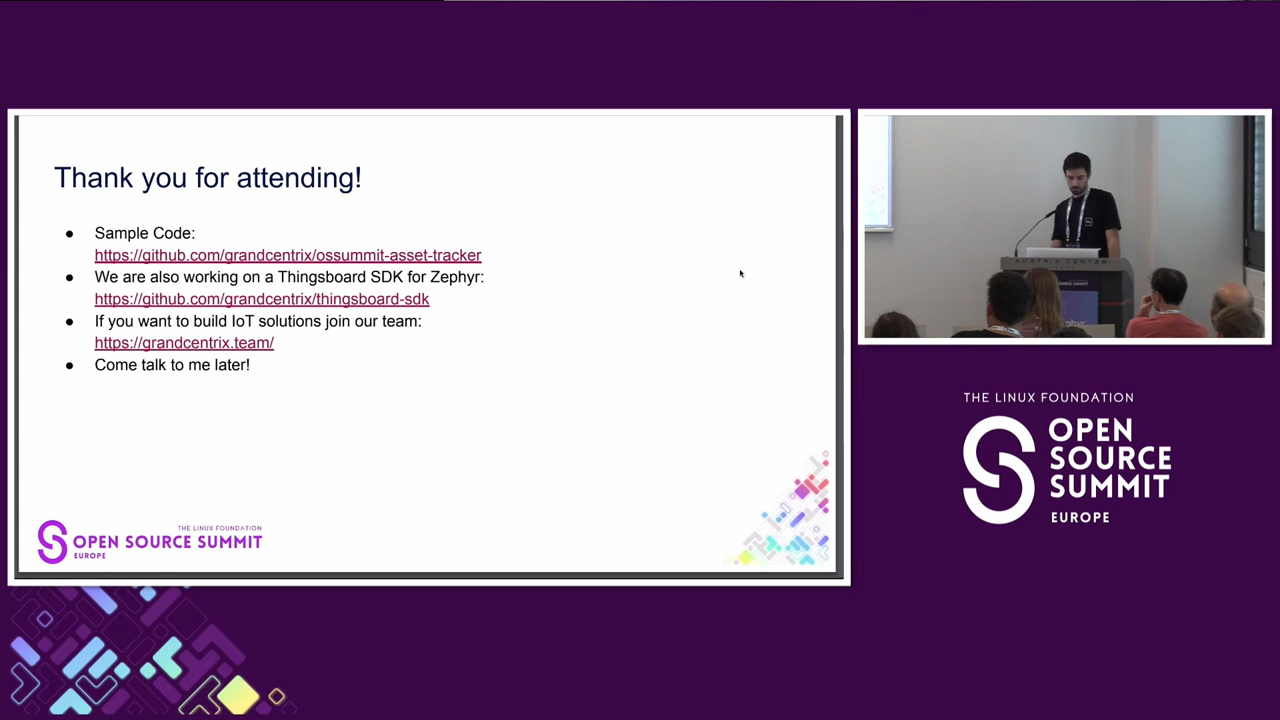 Thank you for attending!
● Sample Code:
https://github.com/grandcentrix/ossummit-asset-tracker
● We are also working on a Thingsboard SDK for Zephyr:
https://github.com/grandcentrix/thingsboard-sdk
● If you want to build IoT solutions join our team:
https://grandcentrix.team/
● Come talk to me later!
THE LINUX FOUNDATION
OPEN SOURCE SUMMIT
EUROPE
AUSTRIA CENTER
THE LINUX FOUNDATION
OPEN
SOURCE
SUMMIT
EUROPE